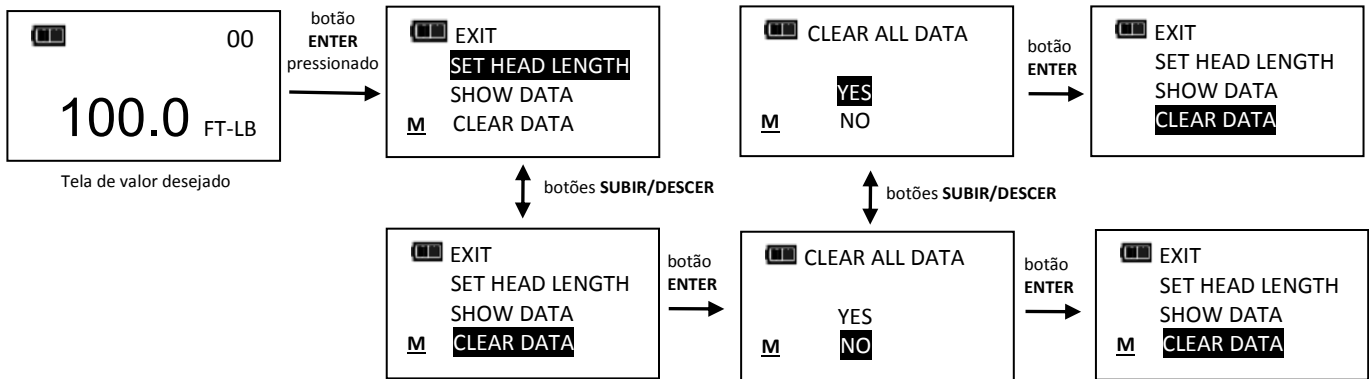 00
100.0 FT-LB
Tela de valor desejado
botão
ENTER
pressionado
EXIT
SET HEAD LENGTH
SHOW DATA
M CLEAR DATA
botões SUBIR/DESCER
EXIT
SET HEAD LENGTH
SHOW DATA
M CLEAR DATA
botão
ENTER
CLEAR ALL DATA
YES
M NO
botões SUBIR/DESCER
CLEAR ALL DATA
YES
M NO
botão
ENTER
EXIT
SET HEAD LENGTH
SHOW DATA
CLEAR DATA
botão
ENTER
EXIT
SET HEAD LENGTH
SHOW DATA
M CLEAR DATA